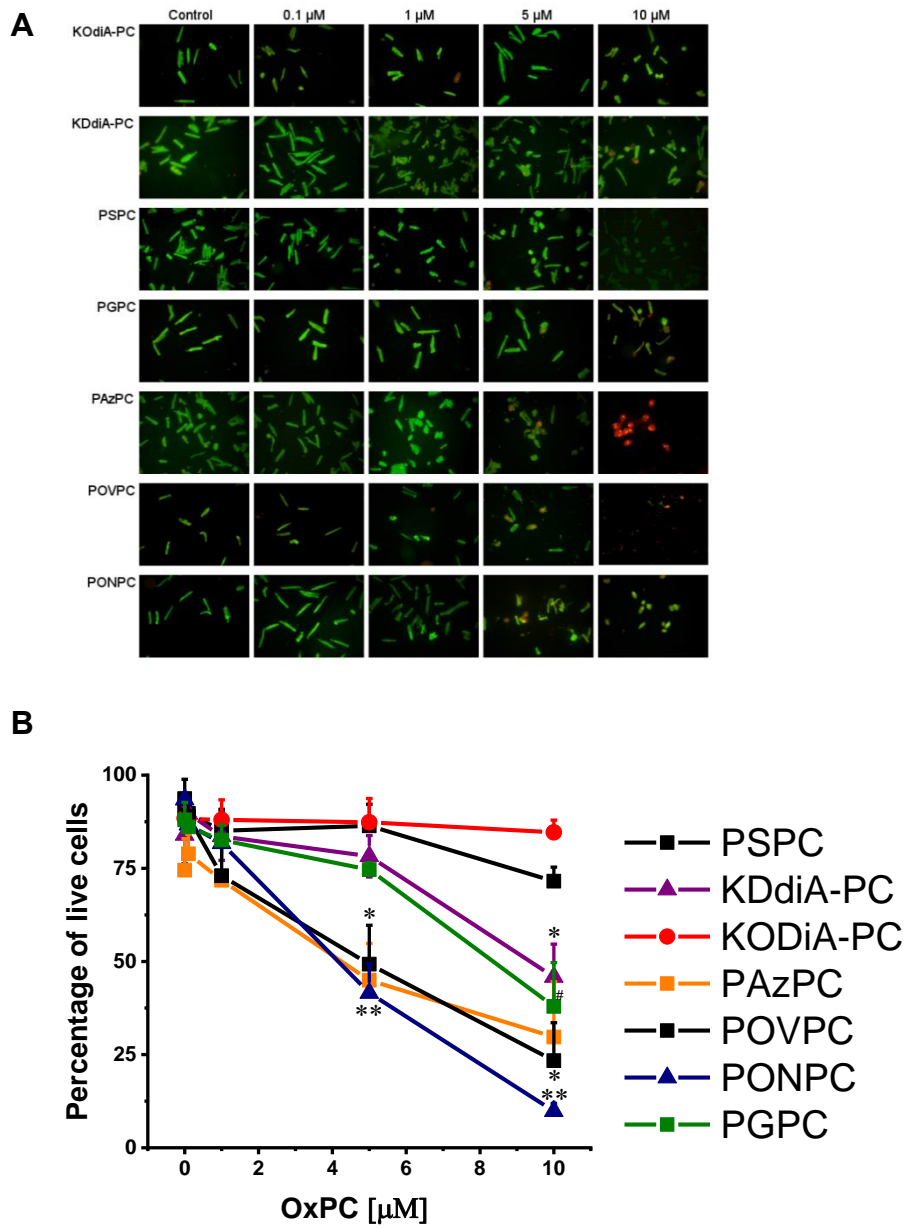 A
Control 0.1 µM 1 µM 5 µM 10 µM
KOdiA-PC
KDdiA-PC
PSPC
PGPC
PAzPC
POVPC
PONPC
B
Percentage of live cells
100
75
50
25
0
*
**
*
#
*
**
0 2 4 6 8 10
OxPC [µM]
PSPC
KDdiA-PC
KODiA-PC
PAzPC
POVPC
PONPC
PGPC